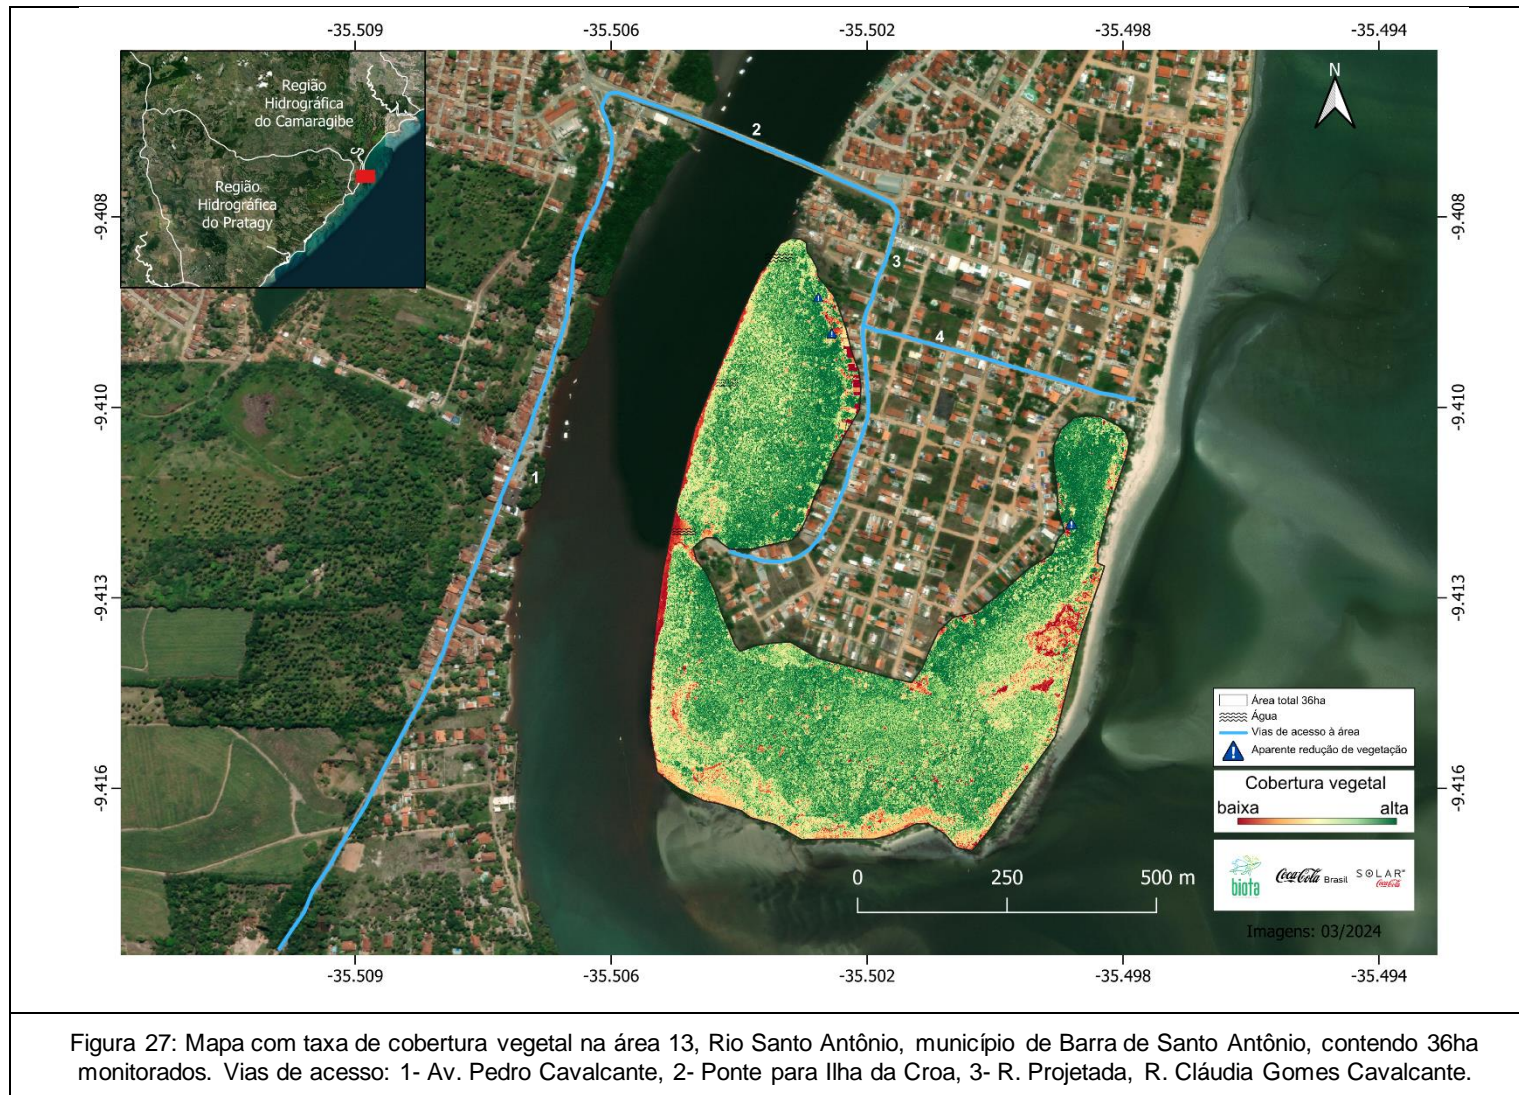 -35.509
-35.506
-35.502
-35.498
-35.494
Região
Hidrográfica
do Camaragibe
Região
Hidrográfica
do Pratagy
N
2
3
4
1
-9.408
-9.410
-9.413
-9.416
-9.408
-9.410
-9.413
-9.416
Área total 36ha
Água
Vias de acesso à área
Aparente redução de vegetação
Cobertura vegetal
baixa alta
biota Coca-Cola Brasil SOLAR
Coca-Cola
0 250 500 m
Imagens: 03/2024
-35.509
-35.506
-35.502
-35.498
-35.494
Figura 27: Mapa com taxa de cobertura vegetal na área 13, Rio Santo Antônio, município de Barra de Santo Antônio, contendo 36ha
monitorados. Vias de acesso: 1- Av. Pedro Cavalcante, 2- Ponte para Ilha da Croa, 3- R. Projetada, R. Cláudia Gomes Cavalcante.